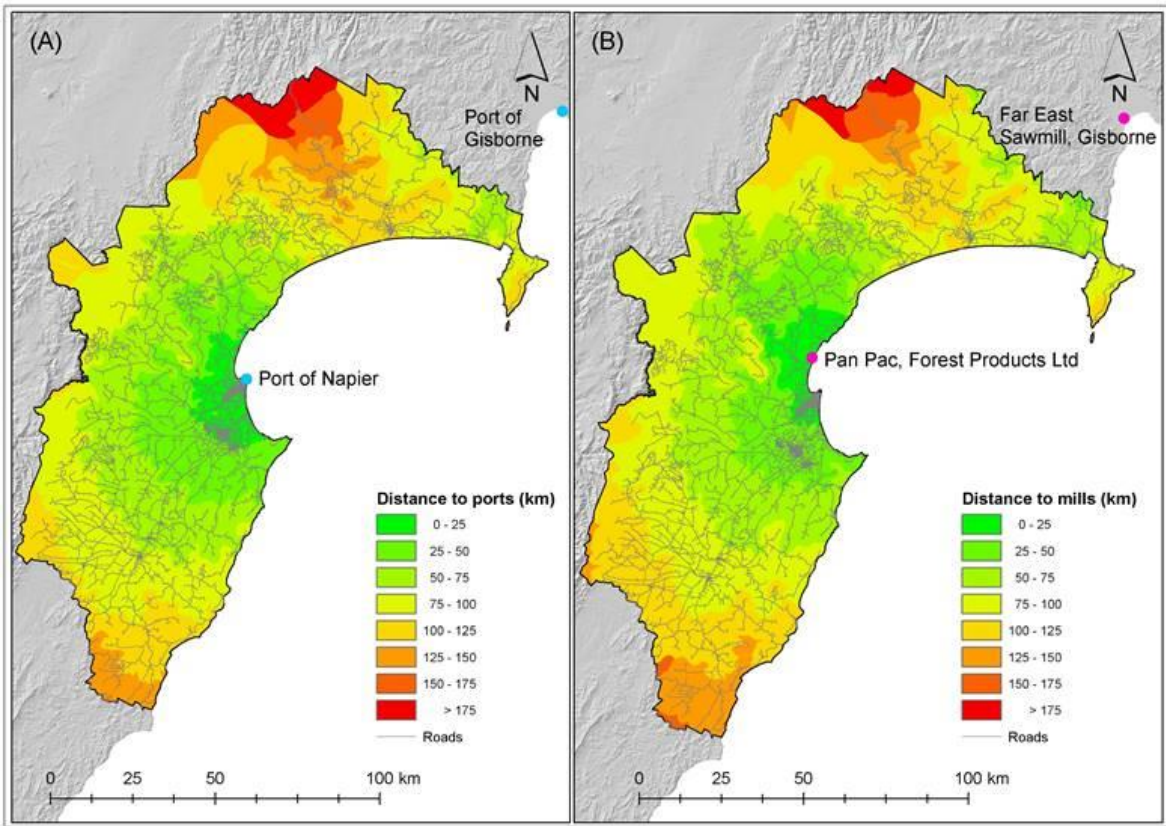 (A)
N
Port of
Gisborne
Port of Napier
Distance to ports (km)
0 - 25
25 - 50
50 - 75
75 - 100
100 - 125
125 - 150
150 - 175
> 175
Roads
0 50 100 km
(B)
N
Far East
Sawmill, Gisborne
Pan Pac, Forest Products Ltd
Distance to mills (km)
0 - 25
25 - 50
50 - 75
75 - 100
100 - 125
125 - 150
150 - 175
> 175
Roads
0 25 50 100 km